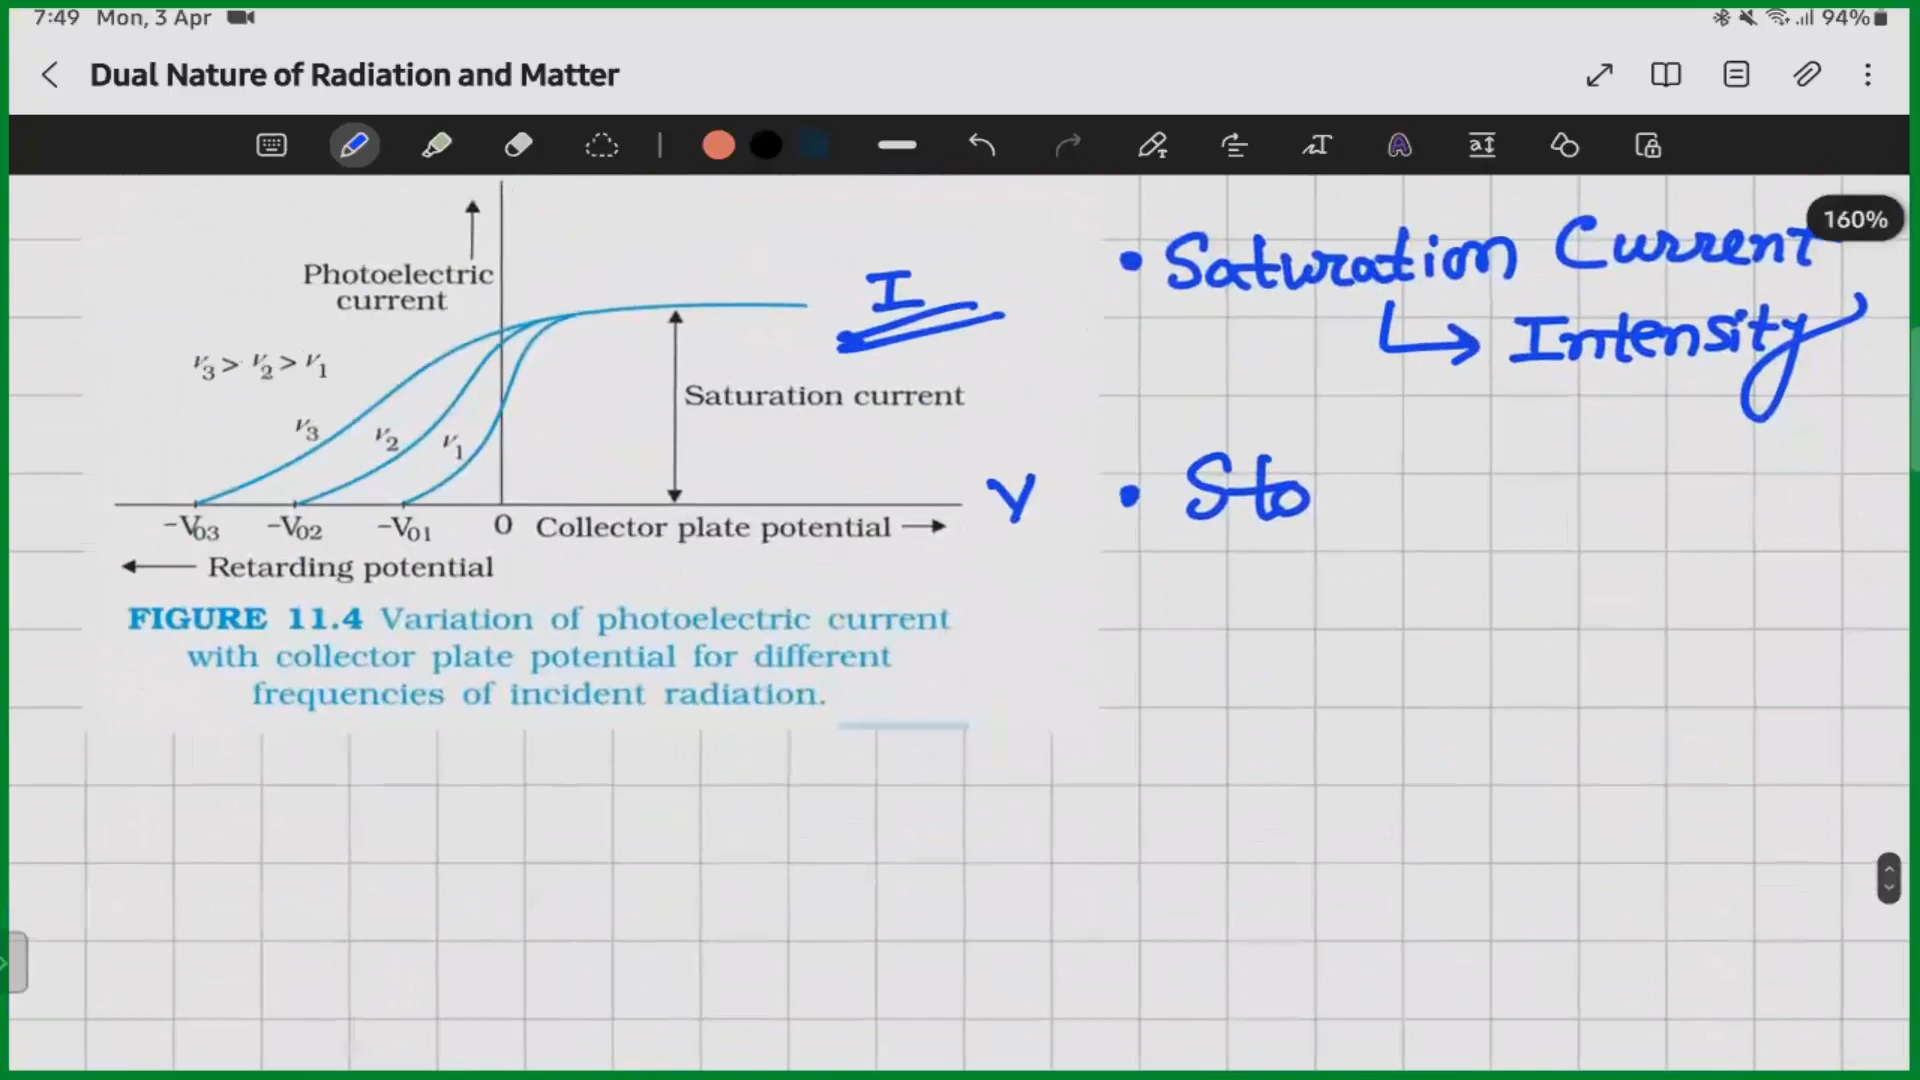 7:49 Mon, 3 Apr
94%
Dual Nature of Radiation and Matter
160%
Photoelectric
current
I
• Saturation Current
↳ Intensity
ν3 > ν2 > ν1
ν3
ν2
ν1
Saturation current
-V03
-V02
-V01
0
Collector plate potential →
V
• Sto
← Retarding potential
FIGURE 11.4 Variation of photoelectric current
with collector plate potential for different
frequencies of incident radiation.